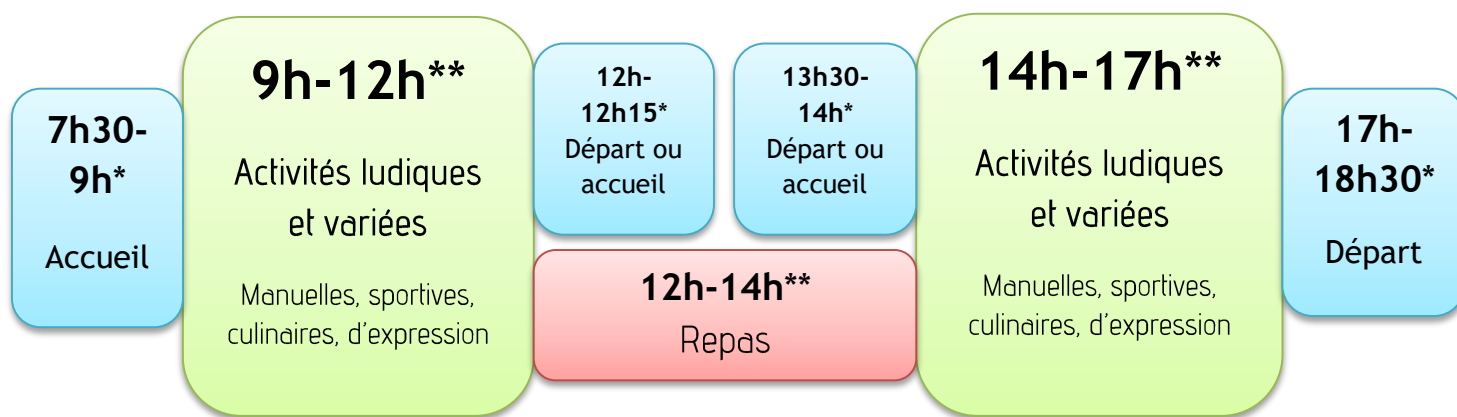 7h30-
9h*
Accueil
9h-12h**
Activités ludiques
et variées
Manuelles, sportives,
culinaires, d’expression
12h-
12h15*
Départ ou
accueil
13h30-
14h*
Départ ou
accueil
12h-14h**
Repas
14h-17h**
Activités ludiques
et variées
Manuelles, sportives,
culinaires, d’expression
17h-
18h30*
Départ